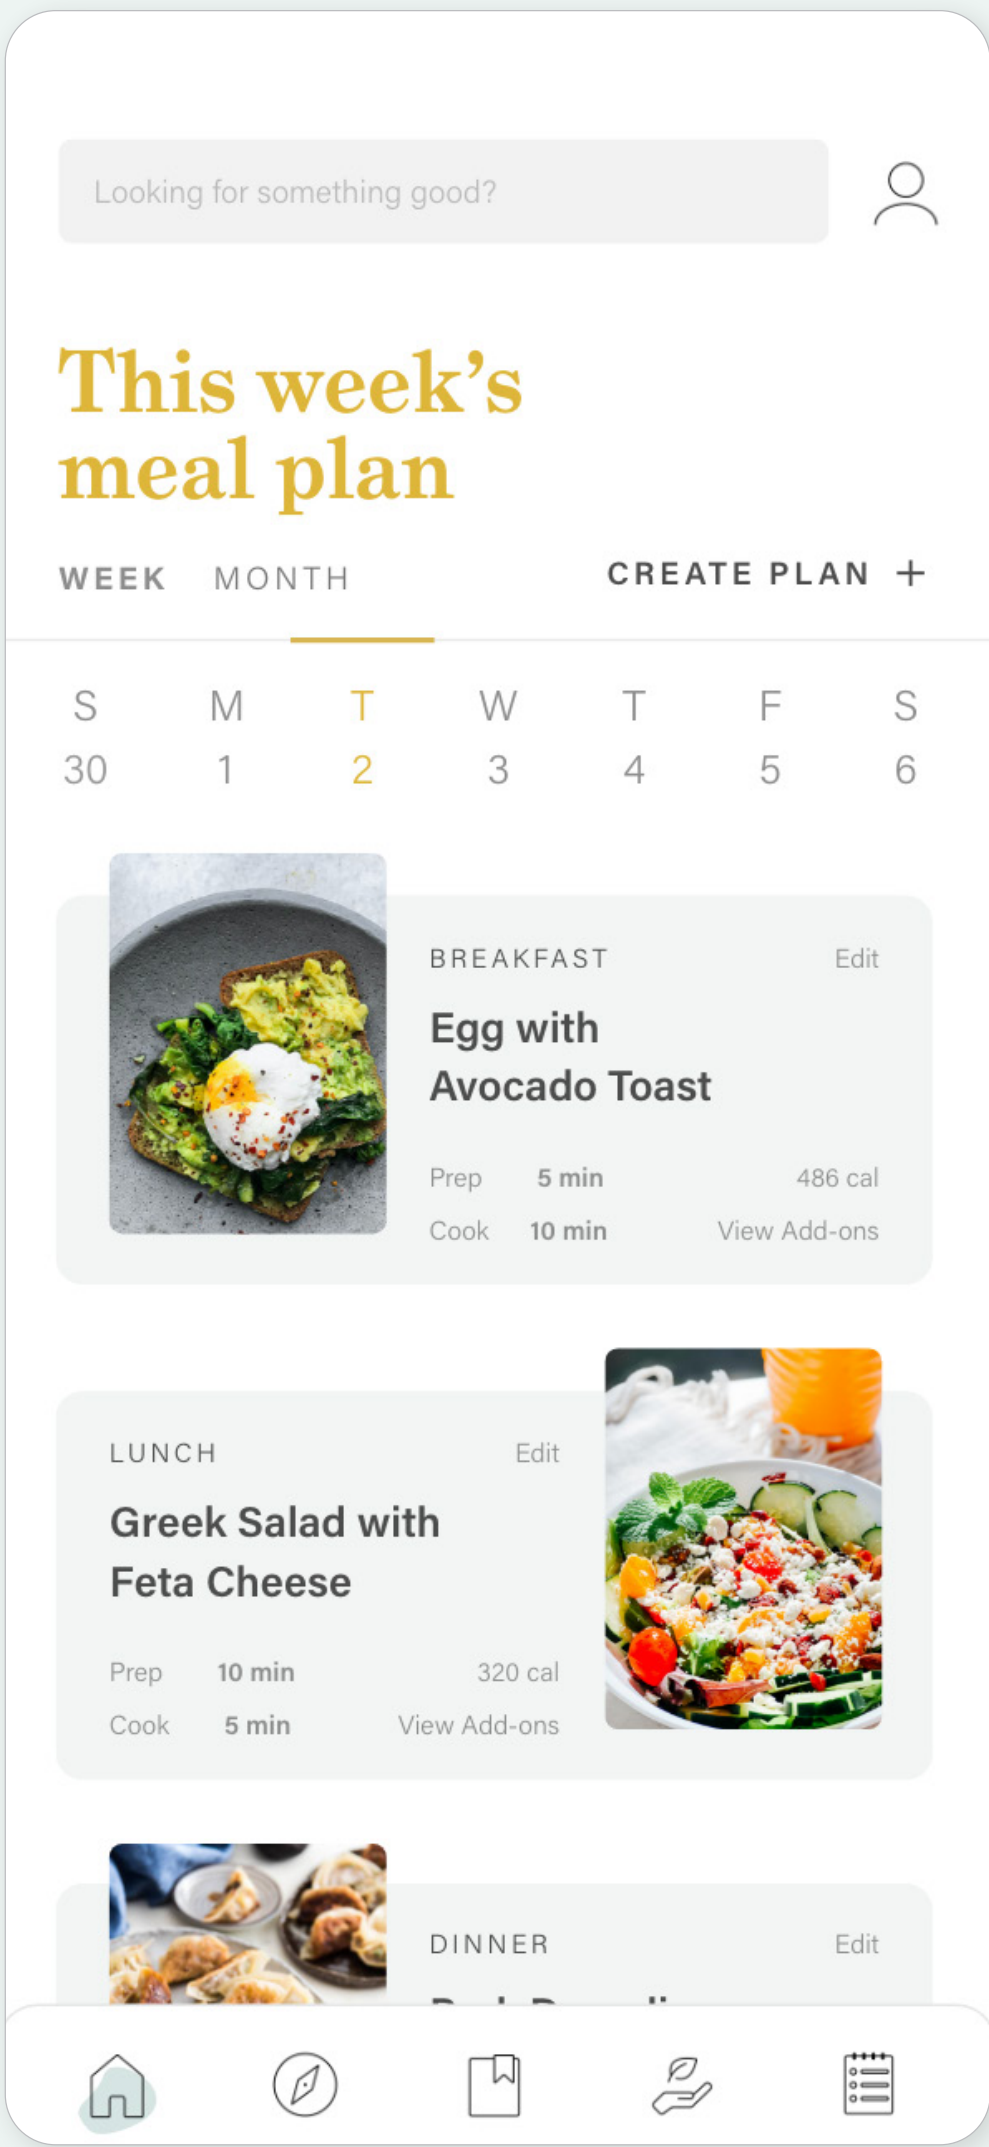 Looking for something good?
This week's
meal plan
WEEK MONTH CREATE PLAN +
S M T W T F S
30 1 2 3 4 5 6
BREAKFAST Edit
Egg with
Avocado Toast
Prep 5 min 486 cal
Cook 10 min View Add-ons
LUNCH Edit
Greek Salad with
Feta Cheese
Prep 10 min 320 cal
Cook 5 min View Add-ons
DINNER Edit